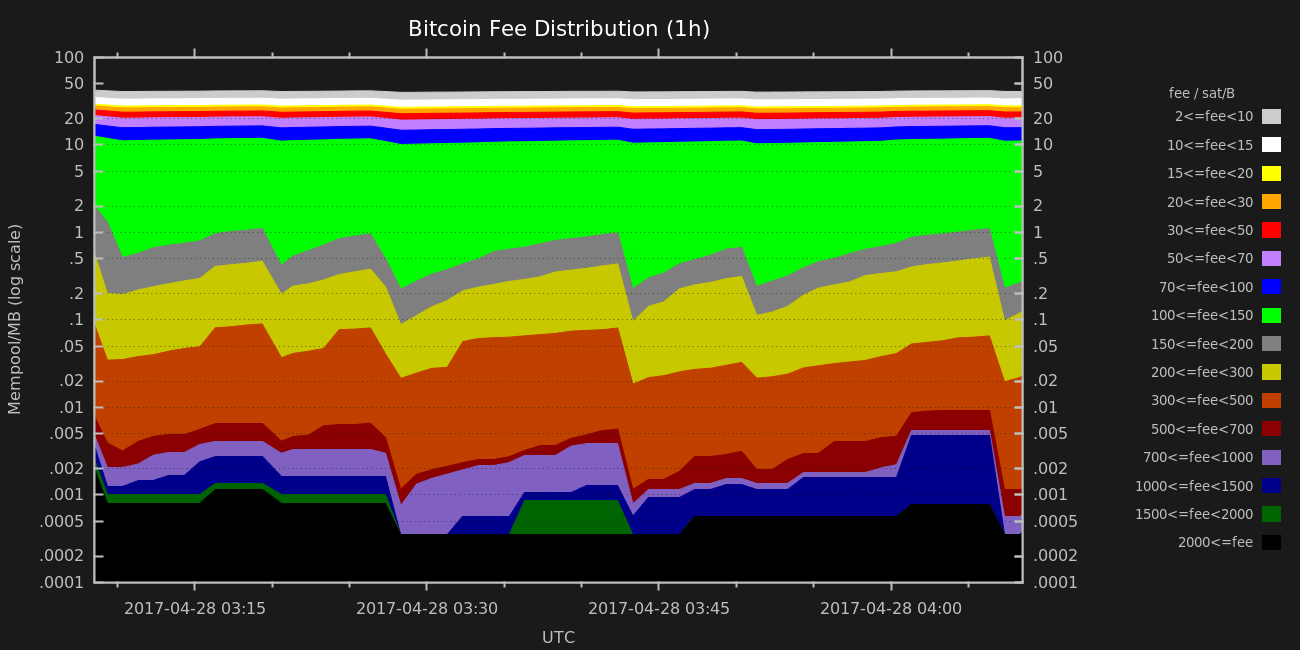 Bitcoin Fee Distribution (1h)
Mempool/MB (log scale)
100
50
20
10
5
2
1
.5
.2
.1
.05
.02
.01
.005
.002
.001
.0005
.0002
.0001
100
50
20
10
5
2
1
.5
.2
.1
.05
.02
.01
.005
.002
.001
.0005
.0002
.0001
2017-04-28 03:15
2017-04-28 03:30
2017-04-28 03:45
2017-04-28 04:00
UTC
fee / sat/B
2<=fee<10
10<=fee<15
15<=fee<20
20<=fee<30
30<=fee<50
50<=fee<70
70<=fee<100
100<=fee<150
150<=fee<200
200<=fee<300
300<=fee<500
500<=fee<700
700<=fee<1000
1000<=fee<1500
1500<=fee<2000
2000<=fee